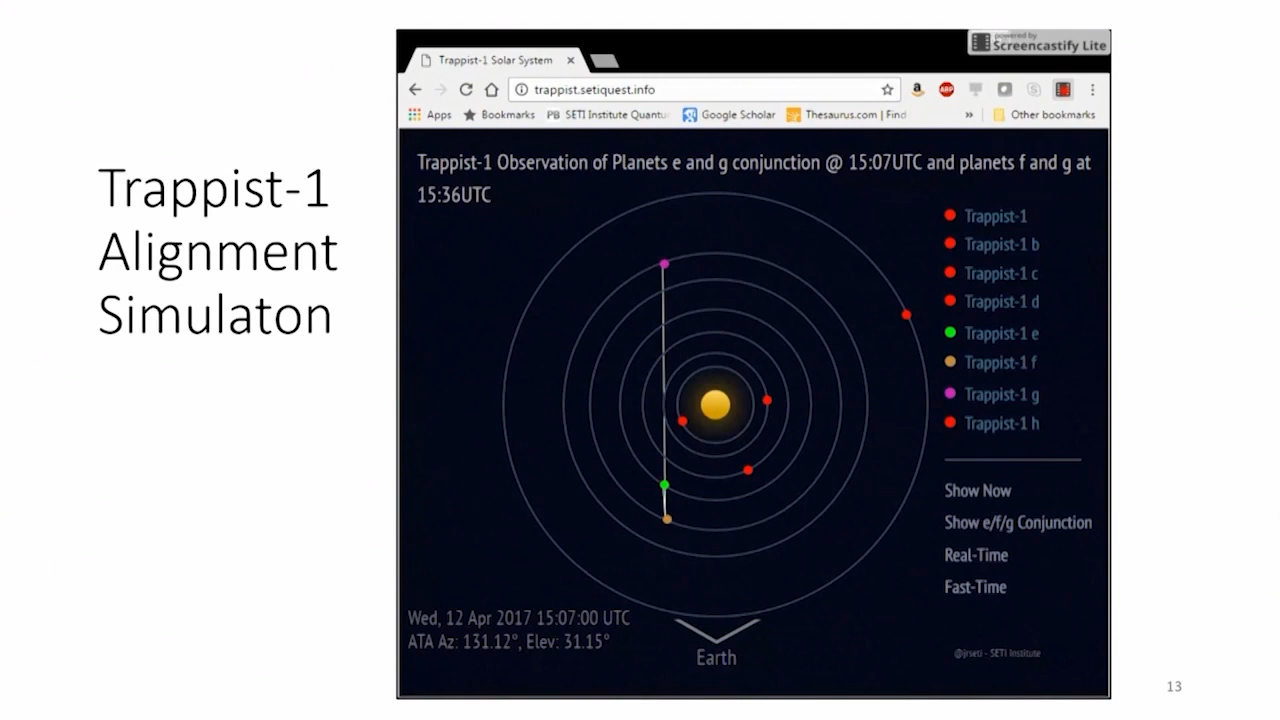 Trappist-1
Alignment
Simulaton
powered by
Screencastify Lite
Trappist-1 Solar System
trappist.setiquest.info
ABP
Apps
Bookmarks
PB SETI Institute Quantu
Google Scholar
Thesaurus.com | Find
»
Other bookmarks
Trappist-1 Observation of Planets e and g conjunction @ 15:07UTC and planets f and g at
15:36UTC
Trappist-1
Trappist-1 b
Trappist-1 c
Trappist-1 d
Trappist-1 e
Trappist-1 f
Trappist-1 g
Trappist-1 h
Show Now
Show e/f/g Conjunction
Real-Time
Fast-Time
Wed, 12 Apr 2017 15:07:00 UTC
ATA Az: 131.12°, Elev: 31.15°
Earth
@jrseti - SETI Institute
13